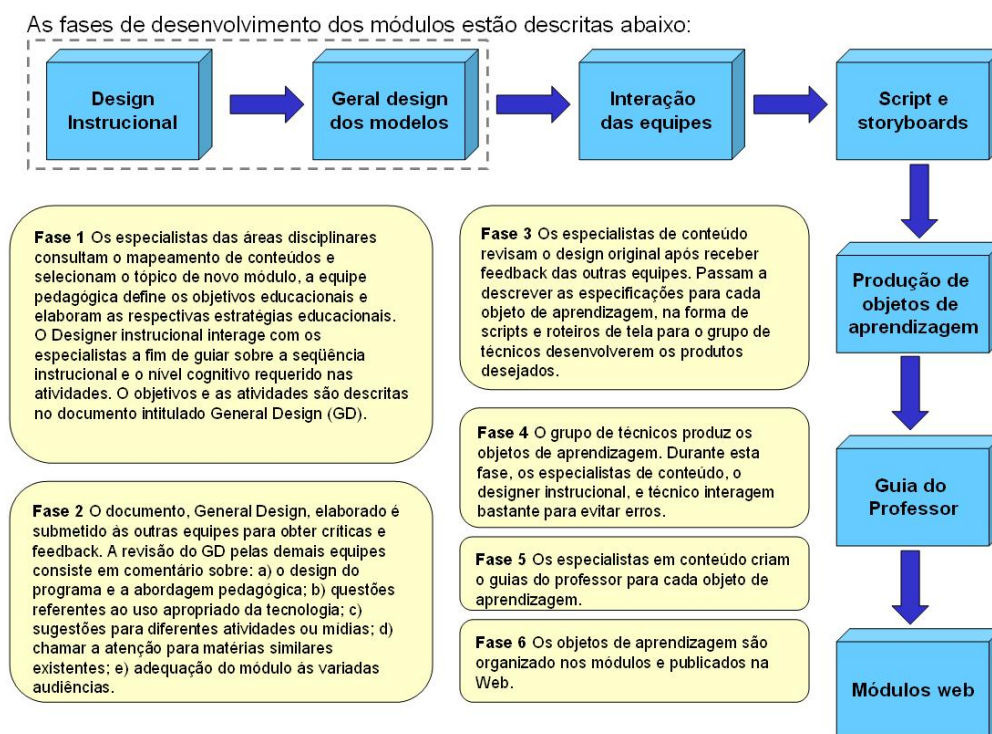 As fases de desenvolvimento dos módulos estão descritas abaixo:
Design
Instrucional
Geral design
dos modelos
Interação
das equipes
Script e
storyboards
Produção de
objetos de
aprendizagem
Guia do
Professor
Módulos web
Fase 1 Os especialistas das áreas disciplinares
consultam o mapeamento de conteúdos e
selecionam o tópico de novo módulo, a equipe
pedagógica define os objetivos educacionais e
elaboram as respectivas estratégias educacionais.
O Designer instrucional interage com os
especialistas a fim de guiar sobre a seqüência
instrucional e o nível cognitivo requerido nas
atividades. O objetivos e as atividades são descritas
no documento intitulado General Design (GD).
Fase 2 O documento, General Design, elaborado é
submetido às outras equipes para obter críticas e
feedback. A revisão do GD pelas demais equipes
consiste em comentário sobre: a) o design do
programa e a abordagem pedagógica; b) questões
referentes ao uso apropriado da tecnologia; c)
sugestões para diferentes atividades ou mídias; d)
chamar a atenção para matérias similares
existentes; e) adequação do módulo ás variadas
audiências.
Fase 3 Os especialistas de conteúdo
revisam o design original após receber
feedback das outras equipes. Passam a
descrever as especificações para cada
objeto de aprendizagem, na forma de
scripts e roteiros de tela para o grupo de
técnicos desenvolverem os produtos
desejados.
Fase 4 O grupo de técnicos produz os
objetos de aprendizagem. Durante esta
fase, os especialistas de conteúdo, o
designer instrucional, e técnico interagem
bastante para evitar erros.
Fase 5 Os especialistas em conteúdo criam
o guias do professor para cada objeto de
aprendizagem.
Fase 6 Os objetos de aprendizagem são
organizado nos módulos e publicados na
Web.